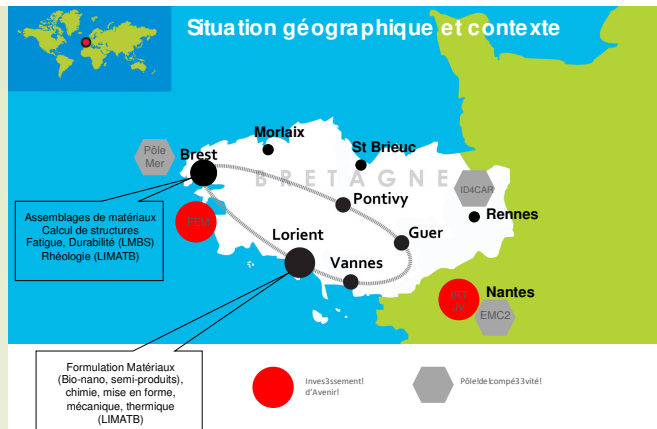 Situation géographique et contexte
Morlaix
Pôle
Mer
Brest
St Brieuc
BRETAGNE
ID4CAR
Pontivy
Rennes
Assemblages de matériaux
Calcul de structures
Fatigue, Durabilité (LMBS)
Rhéologie (LIMATB)
Lorient
Guer
Vannes
Nantes
EMC2
Formulation Matériaux
(Bio-nano, semi-produits),
chimie, mise en forme,
mécanique, thermique
(LIMATB)
Inves3ssement!
d'Avenir!
Pôle!de!compé33vité!